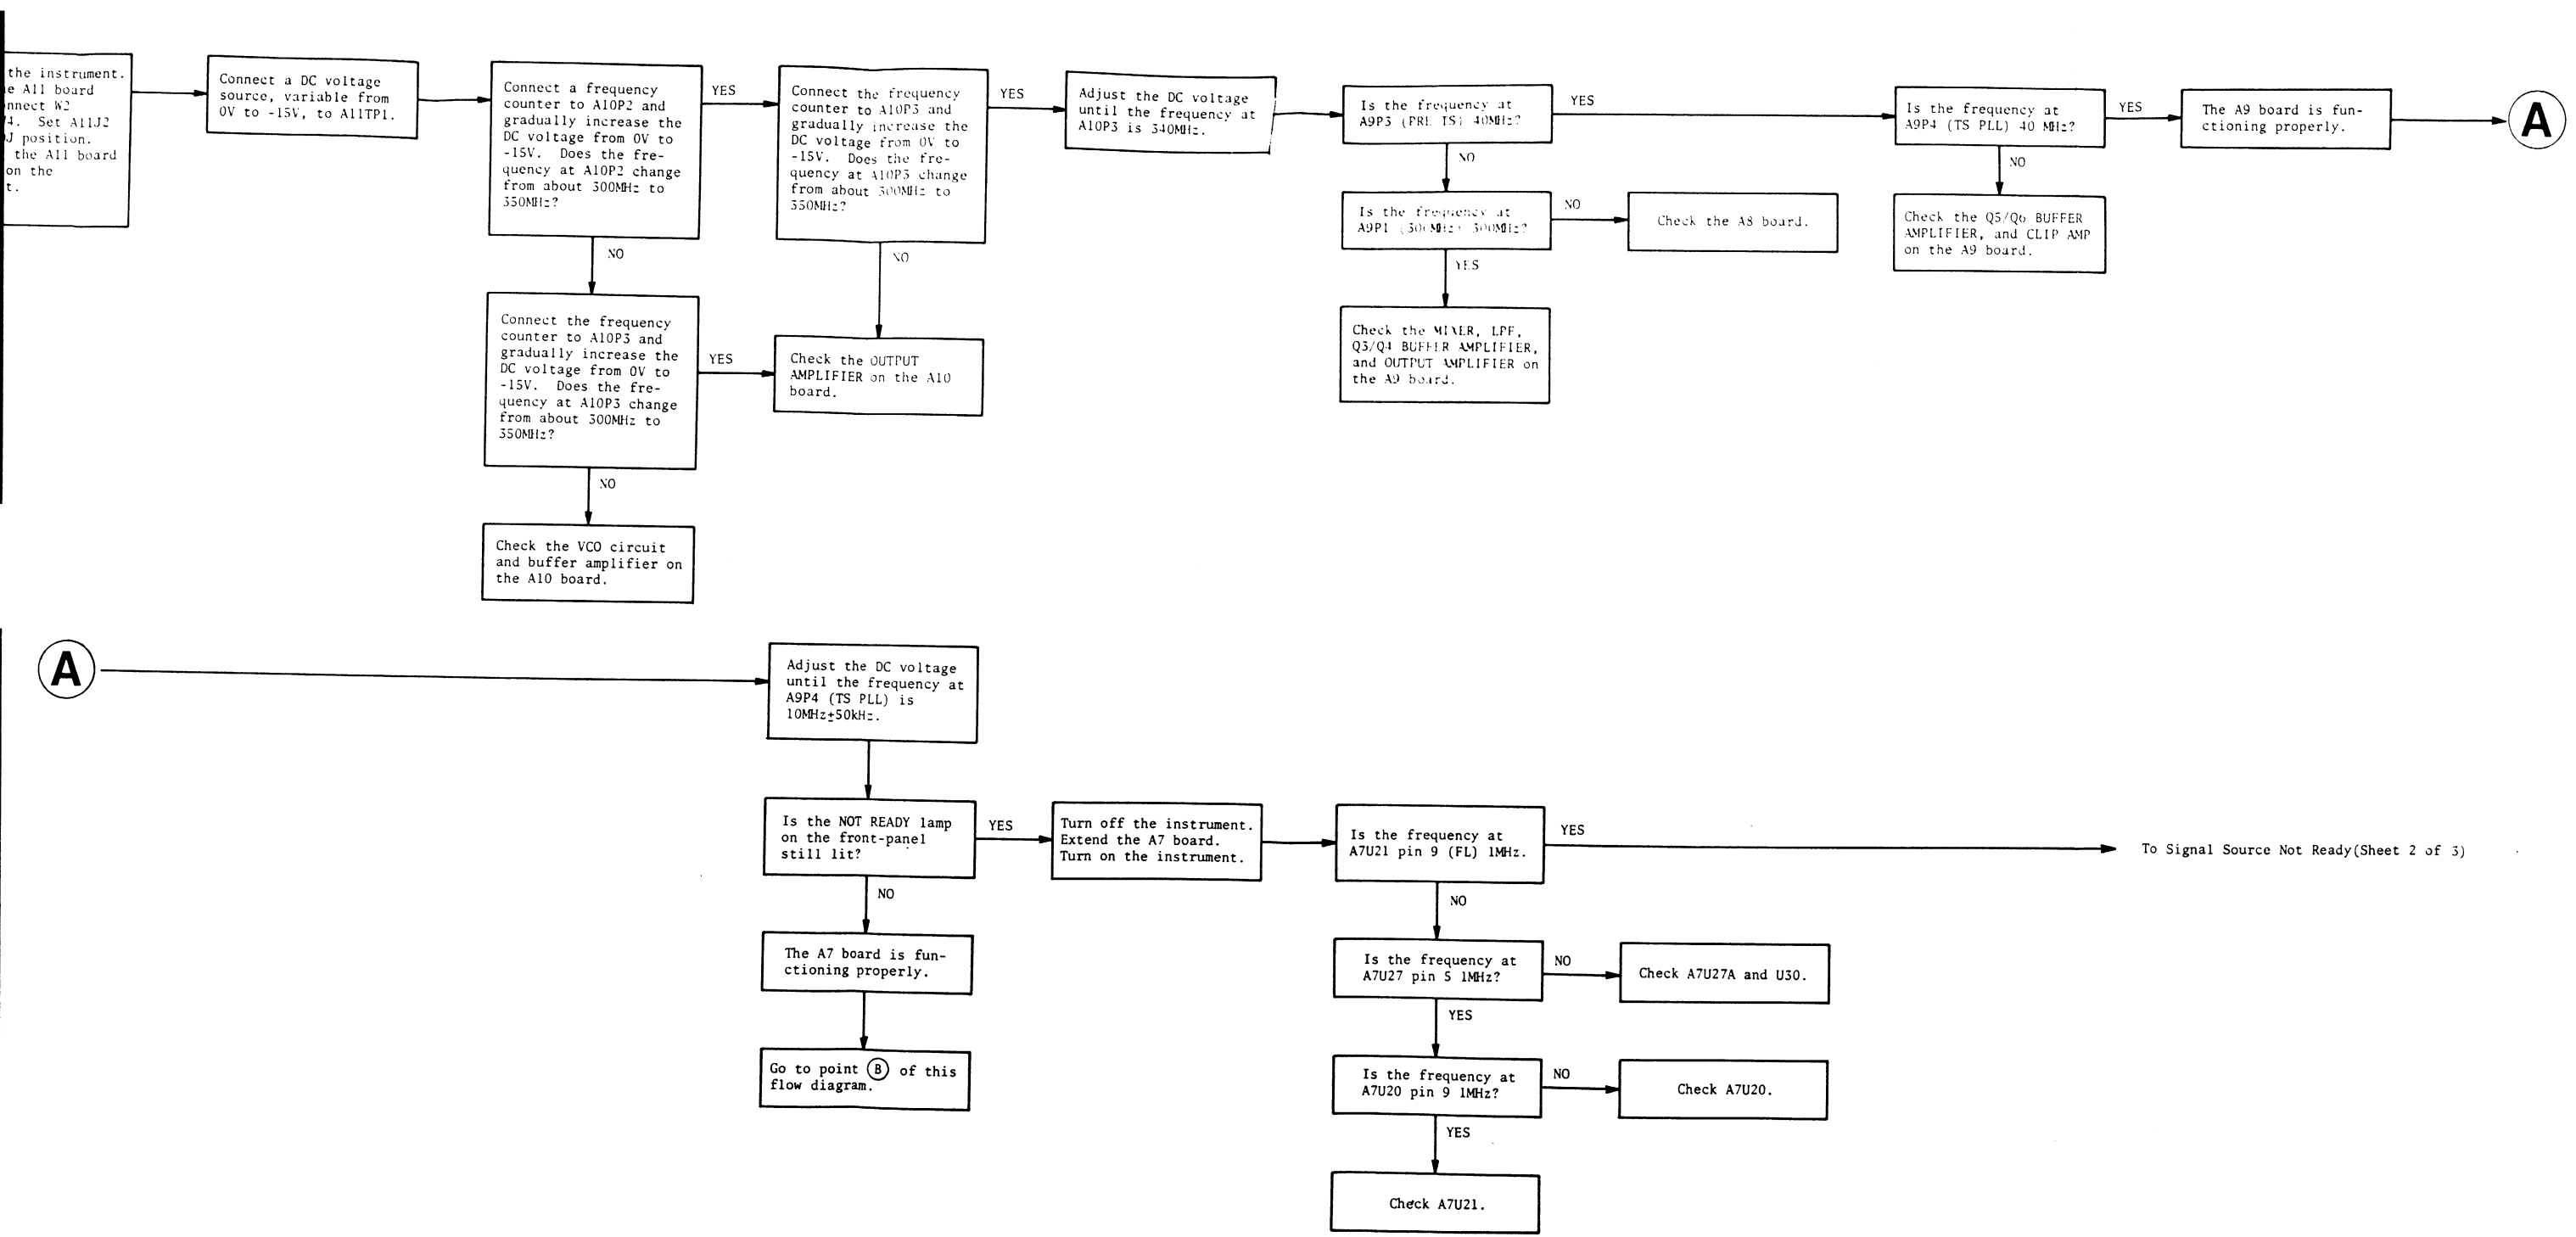 the instrument.
A11 board
W2
Set A11J2
position.
the A11 board
on the
Connect a DC voltage
source, variable from
0V to -15V, to A11TP1.
Connect a frequency
counter to A10P2 and
gradually increase the
DC voltage from 0V to
-15V. Does the fre-
quency at A10P2 change
from about 300MHz to
350MHz?
YES
NO
Connect the frequency
counter to A10P3 and
gradually increase the
DC voltage from 0V to
-15V. Does the fre-
quency at A10P3 change
from about 300MHz to
350MHz?
YES
NO
Adjust the DC voltage
until the frequency at
A10P3 is 340MHz.
Is the frequency at
A9P3 (PRE TS) 40MHz?
YES
NO
Is the frequency at
A9P4 (TS PLL) 40 MHz?
YES
NO
The A9 board is fun-
ctioning properly.
A
Is the frequency at
A9P1 (300MHz) 300MHz?
NO
YES
Check the A8 board.
Check the Q5/Q6 BUFFER
AMPLIFIER, and CLIP AMP
on the A9 board.
Connect the frequency
counter to A10P3 and
gradually increase the
DC voltage from 0V to
-15V. Does the fre-
quency at A10P3 change
from about 300MHz to
350MHz?
YES
NO
Check the OUTPUT
AMPLIFIER on the A10
board.
Check the MIXER, LPF,
Q3/Q4 BUFFER AMPLIFIER,
and OUTPUT AMPLIFIER on
the A9 board.
Check the VCO circuit
and buffer amplifier on
the A10 board.
A
Adjust the DC voltage
until the frequency at
A9P4 (TS PLL) is
10MHz±50kHz.
Is the NOT READY lamp
on the front-panel
still lit?
YES
NO
Turn off the instrument.
Extend the A7 board.
Turn on the instrument.
Is the frequency at
A7U21 pin 9 (FL) 1MHz.
YES
NO
To Signal Source Not Ready(Sheet 2 of 3)
The A7 board is fun-
ctioning properly.
Is the frequency at
A7U27 pin 5 1MHz?
NO
YES
Check A7U27A and U30.
Go to point B of this
flow diagram.
Is the frequency at
A7U20 pin 9 1MHz?
NO
YES
Check A7U20.
Check A7U21.